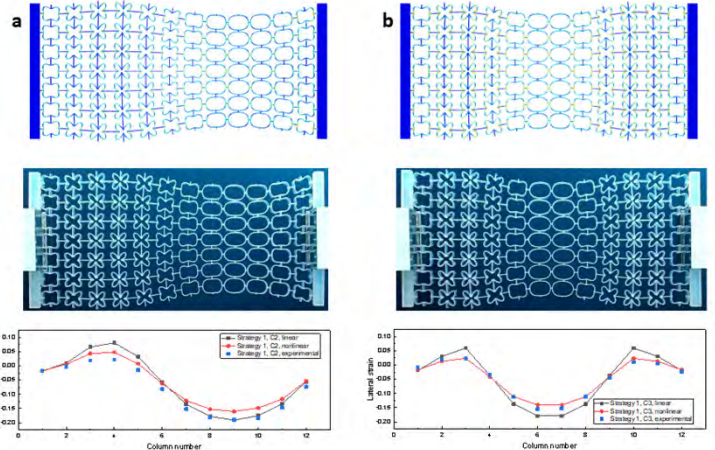 a
b
0.10
0.05
0.00
-0.05
-0.10
-0.15
-0.20
Strategy 1, C2, linear
Strategy 1, C2, nonlinear
Strategy 1, C2, experimental
2
4
6
8
10
12
Column number
Lateral strain
0.10
0.05
0.00
-0.05
-0.10
-0.15
-0.20
Strategy 1, C3, linear
Strategy 1, C3, nonlinear
Strategy 1, C3, experimental
0
2
4
6
8
10
12
Column number